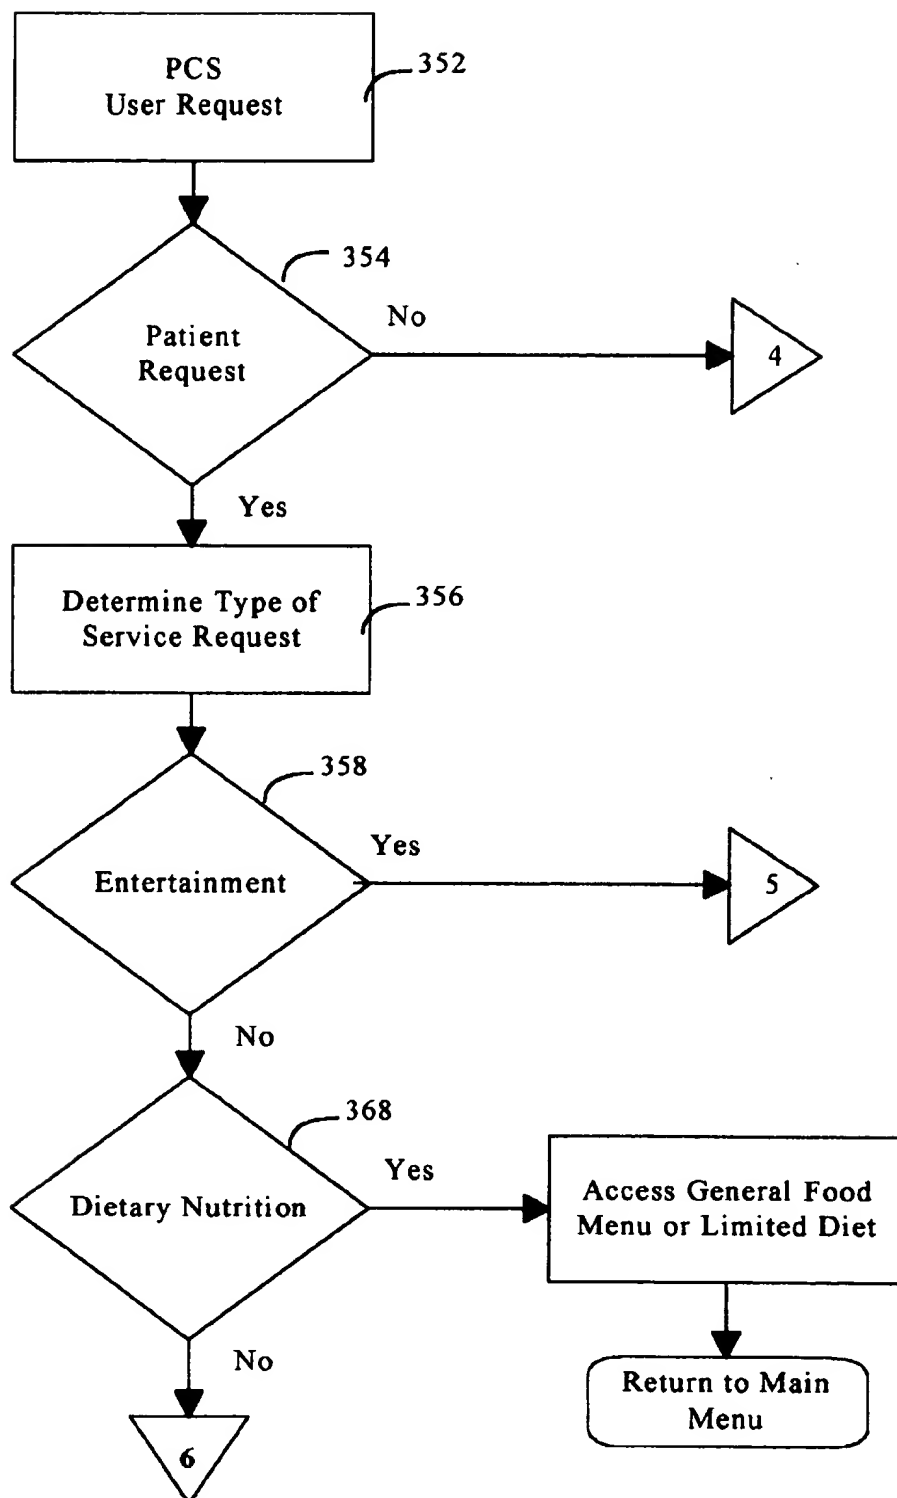 PCS
User Request
352
354
Patient
Request
No
4
Yes
Determine Type of
Service Request
356
358
Entertainment
Yes
5
No
368
Dietary Nutrition
Yes
Access General Food
Menu or Limited Diet
No
Return to Main
Menu
6